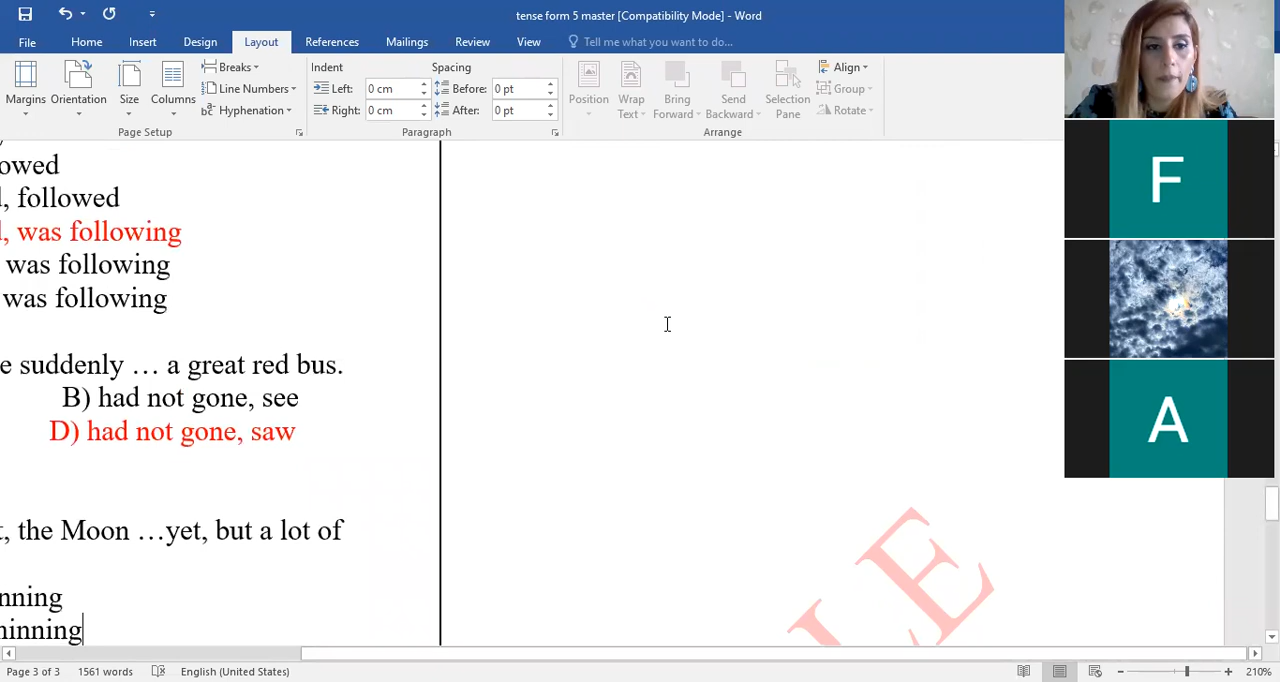 tense form 5 master [Compatibility Mode] - Word
File Home Insert Design Layout References Mailings Review View Tell me what you want to do...
Margins Orientation Size Columns
Breaks
Line Numbers
Hyphenation
Page Setup
Indent Spacing
Left: 0 cm Before: 0 pt
Right: 0 cm After: 0 pt
Paragraph
Position Wrap Text Bring Forward Send Backward Selection Pane
Align
Group
Rotate
Arrange
F
A
owed
, followed
, was following
was following
was following
e suddenly … a great red bus.
B) had not gone, see
D) had not gone, saw
, the Moon …yet, but a lot of
nning
inning
LE
Page 3 of 3 1561 words English (United States) 210%